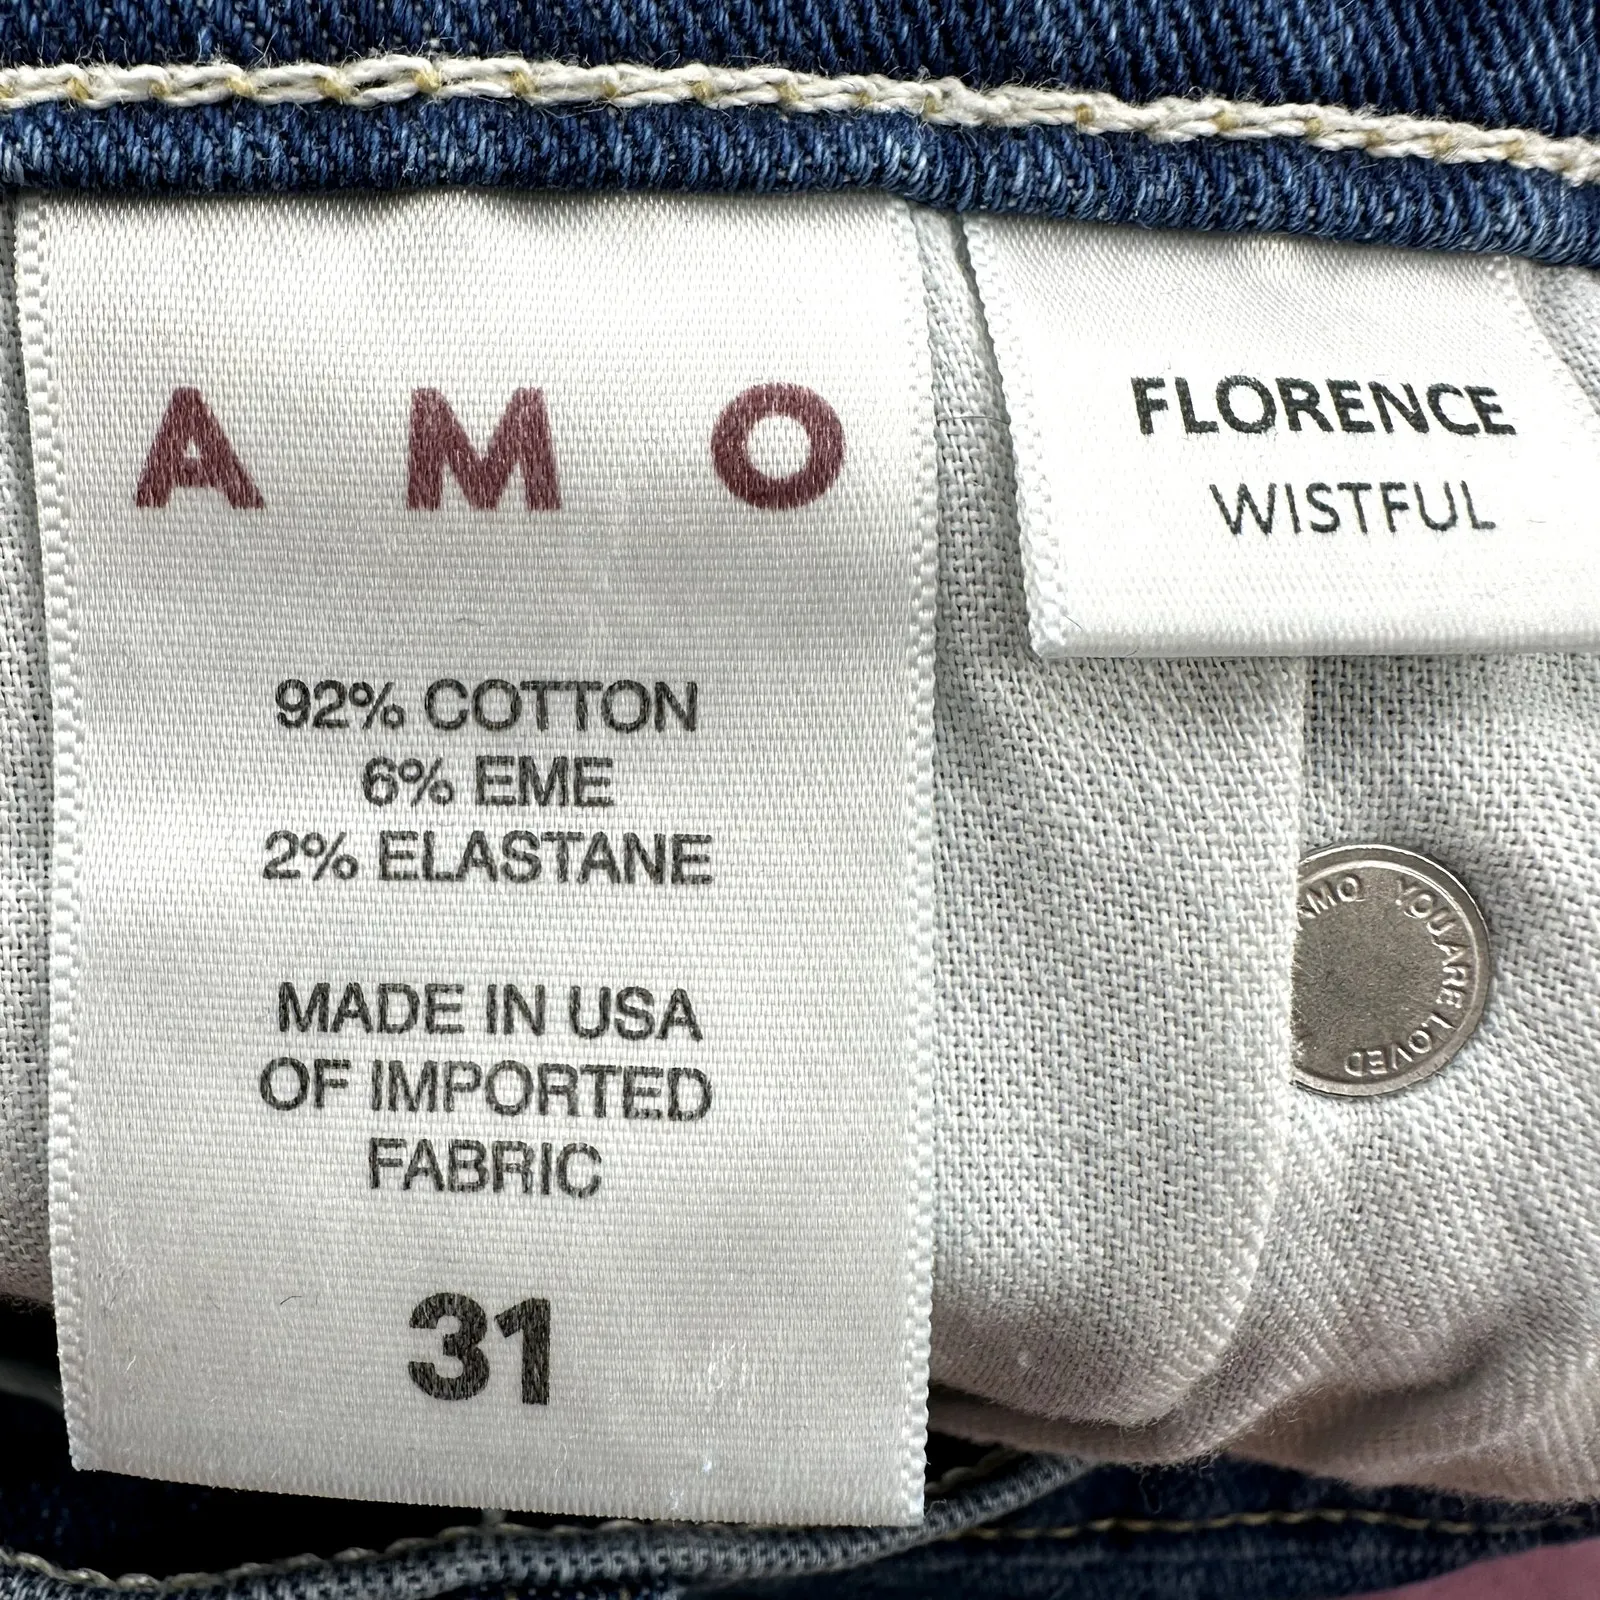 A M O
92% COTTON
6% EME
2% ELASTANE
MADE IN USA
OF IMPORTED
FABRIC
31
FLORENCE
WISTFUL
AMO YOU ARE LOVED